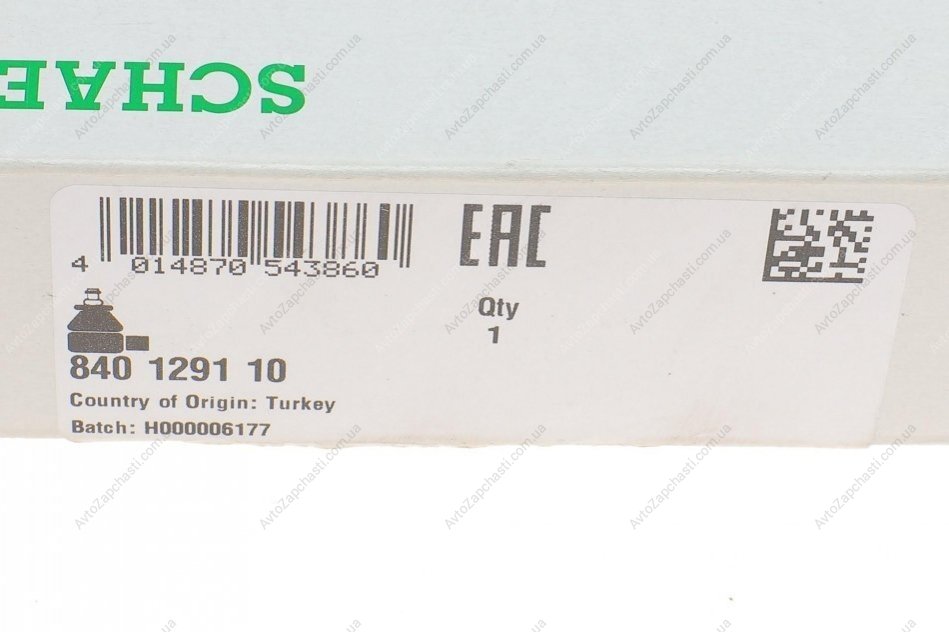 SCHAE
4 014870 543860
EAC
Qty
1
840 1291 10
Country of Origin: Turkey
Batch: H000006177
AvtoZapchasti.com.ua